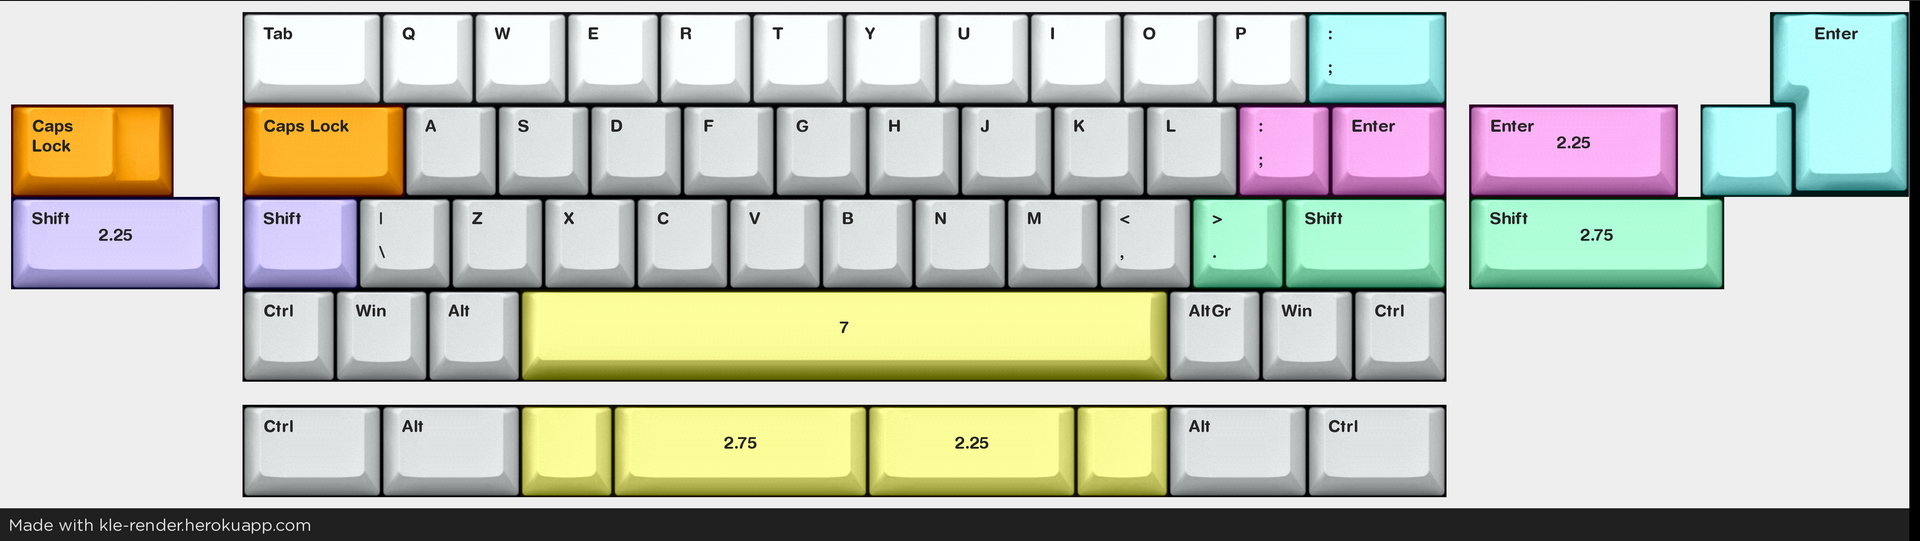 Tab Q W E R T Y U I O P :
;
Enter
Caps
Lock
Caps Lock A S D F G H J K L :
;
Enter
Enter
2.25
Shift
2.25
Shift |
\
Z X C V B N M <
,
>
.
Shift
Shift
2.75
Ctrl Win Alt 7 AltGr Win Ctrl
Ctrl Alt 2.75 2.25 Alt Ctrl
Made with kle-render.herokuapp.com